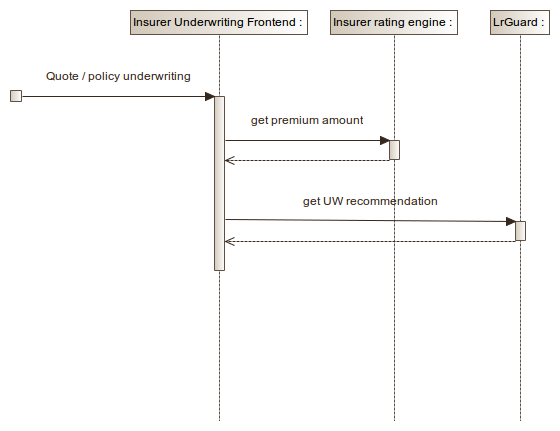 Insurer Underwriting Frontend :
Insurer rating engine :
LrGuard :
Quote / policy underwriting
get premium amount
get UW recommendation